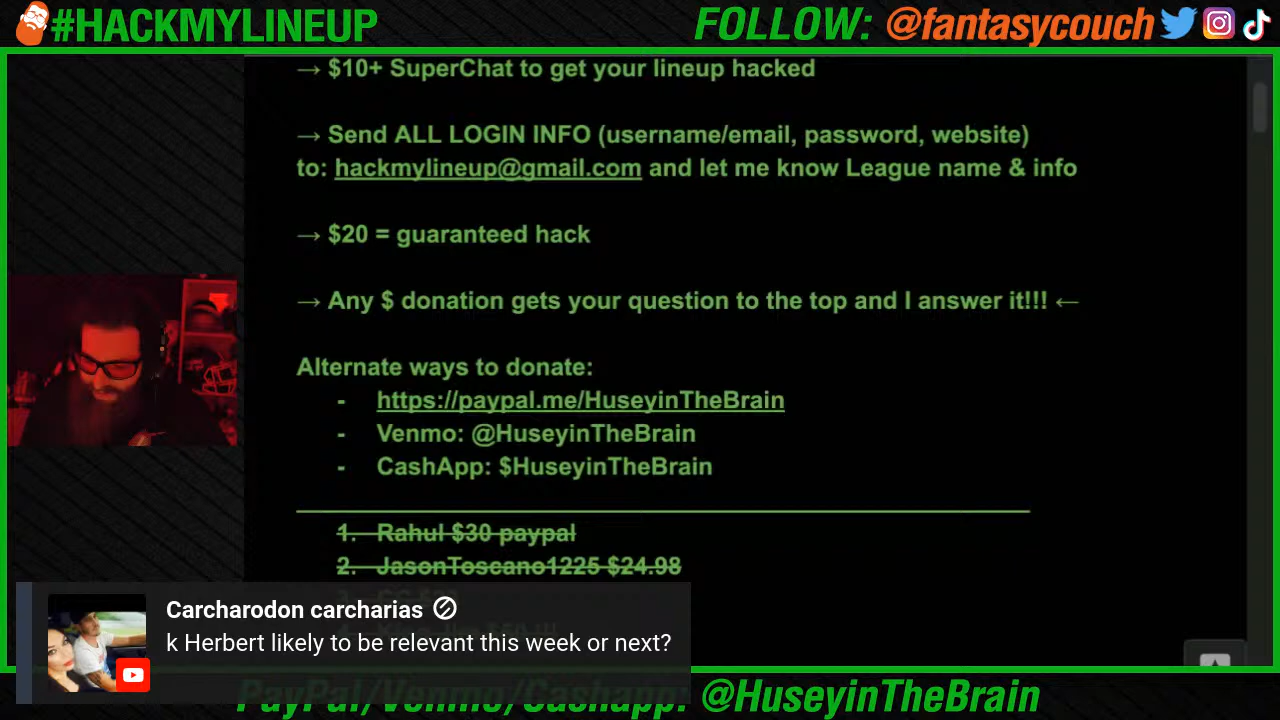 #HACKMYLINEUP
FOLLOW: @fantasycouch
→ $10+ SuperChat to get your lineup hacked
→ Send ALL LOGIN INFO (username/email, password, website)
to: hackmylineup@gmail.com and let me know League name & info
→ $20 = guaranteed hack
→ Any $ donation gets your question to the top and I answer it!!! ←
Alternate ways to donate:
- https://paypal.me/HuseyinTheBrain
- Venmo: @HuseyinTheBrain
- CashApp: $HuseyinTheBrain
1. Rahul $30 paypal
2. JasonToscano1225 $24.98
Carcharodon carcharias
k Herbert likely to be relevant this week or next?
PayPal/Venmo/Cashapp: @HuseyinTheBrain